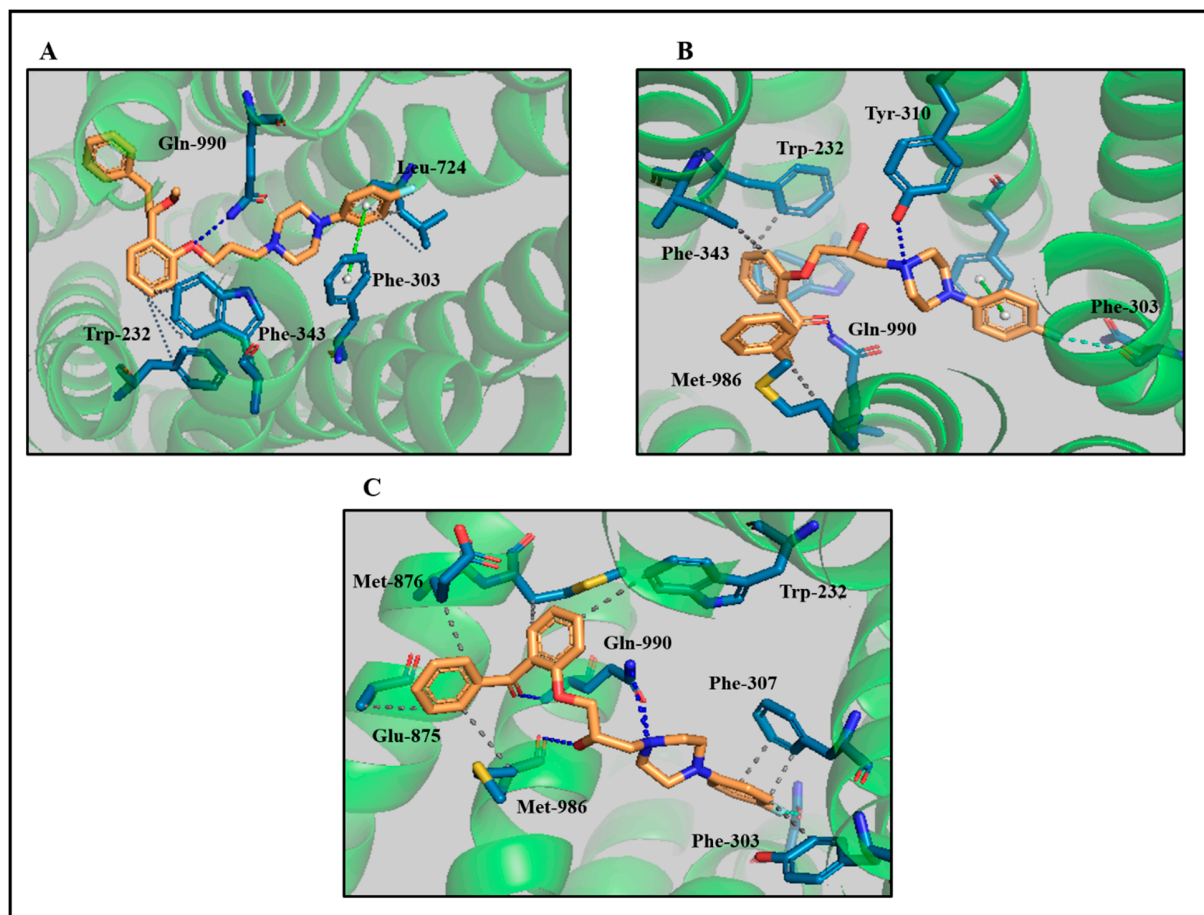 A
B
Gln-990
Leu-724
Phe-303
Trp-232
Phe-343
Tyr-310
Trp-232
Phe-343
Phe-303
Gln-990
Met-986
C
Met-876
Trp-232
Gln-990
Phe-307
Glu-875
Met-986
Phe-303